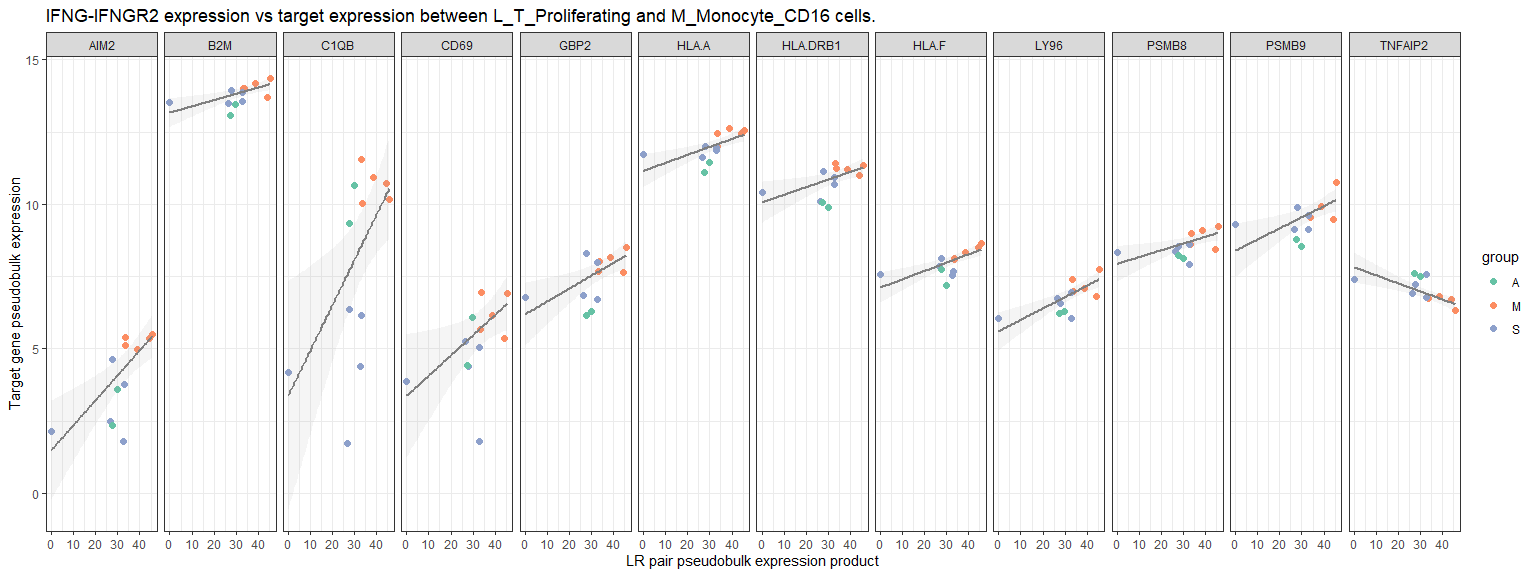 IFNG-IFNGR2 expression vs target expression between L_T_Proliferating and M_Monocyte_CD16 cells.
AIM2 B2M C1QB CD69 GBP2 HLA.A HLA.DRB1 HLA.F LY96 PSMB8 PSMB9 TNFAIP2
15
10
5
0
Target gene pseudobulk expression
0 10 20 30 40 0 10 20 30 40 0 10 20 30 40 0 10 20 30 40 0 10 20 30 40 0 10 20 30 40 0 10 20 30 40 0 10 20 30 40 0 10 20 30 40 0 10 20 30 40 0 10 20 30 40 0 10 20 30 40
LR pair pseudobulk expression product
group
A
M
S